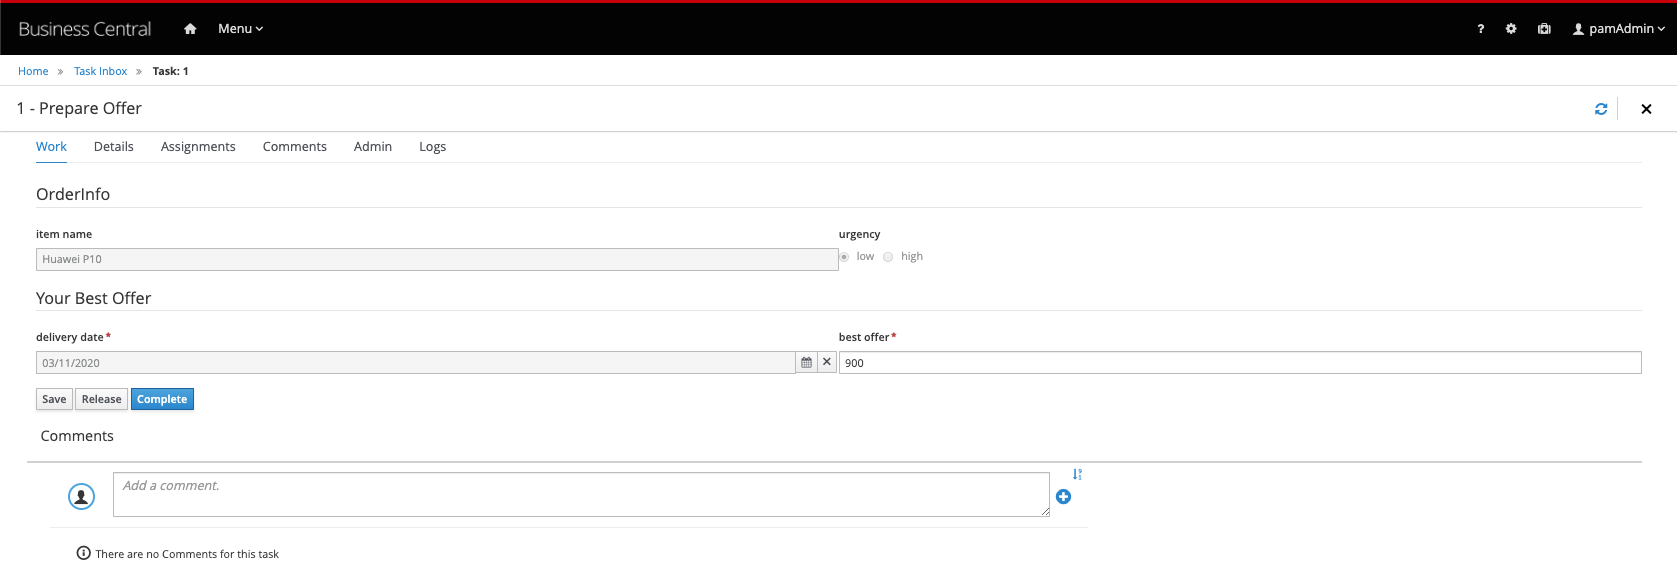 Business Central Menu ? pamAdmin
Home » Task Inbox » Task: 1
1 - Prepare Offer
Work Details Assignments Comments Admin Logs
OrderInfo
item name urgency
Huawei P10 low high
Your Best Offer
delivery date* best offer*
03/11/2020 900
Save Release Complete
Comments
Add a comment.
There are no Comments for this task